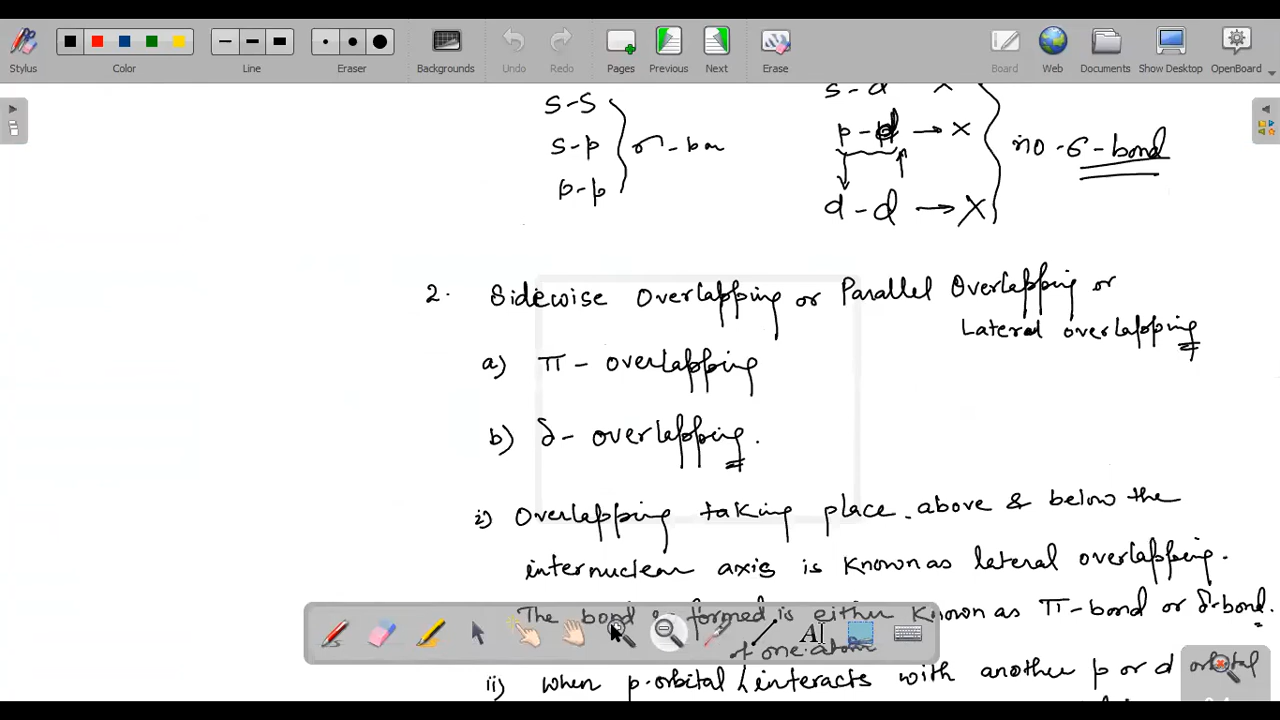 Stylus Color Line Eraser Backgrounds Undo Redo Pages Previous Next Erase Board Web Documents Show Desktop OpenBoard
s-s
s-p
p-p
σ-bon
s-d X
p-d → X
d-d → X
no -σ-bond
2. Sidewise Overlapping or Parallel Overlapping or
Lateral overlapping
a) π - overlapping
b) δ- overlapping.
i) Overlapping taking place above & below the
internuclear axis is known as lateral overlapping.
The bond formed is either known as π-bond or δ-bond.
of one atom
ii) when p-orbital interacts with another p or d orbital
AI